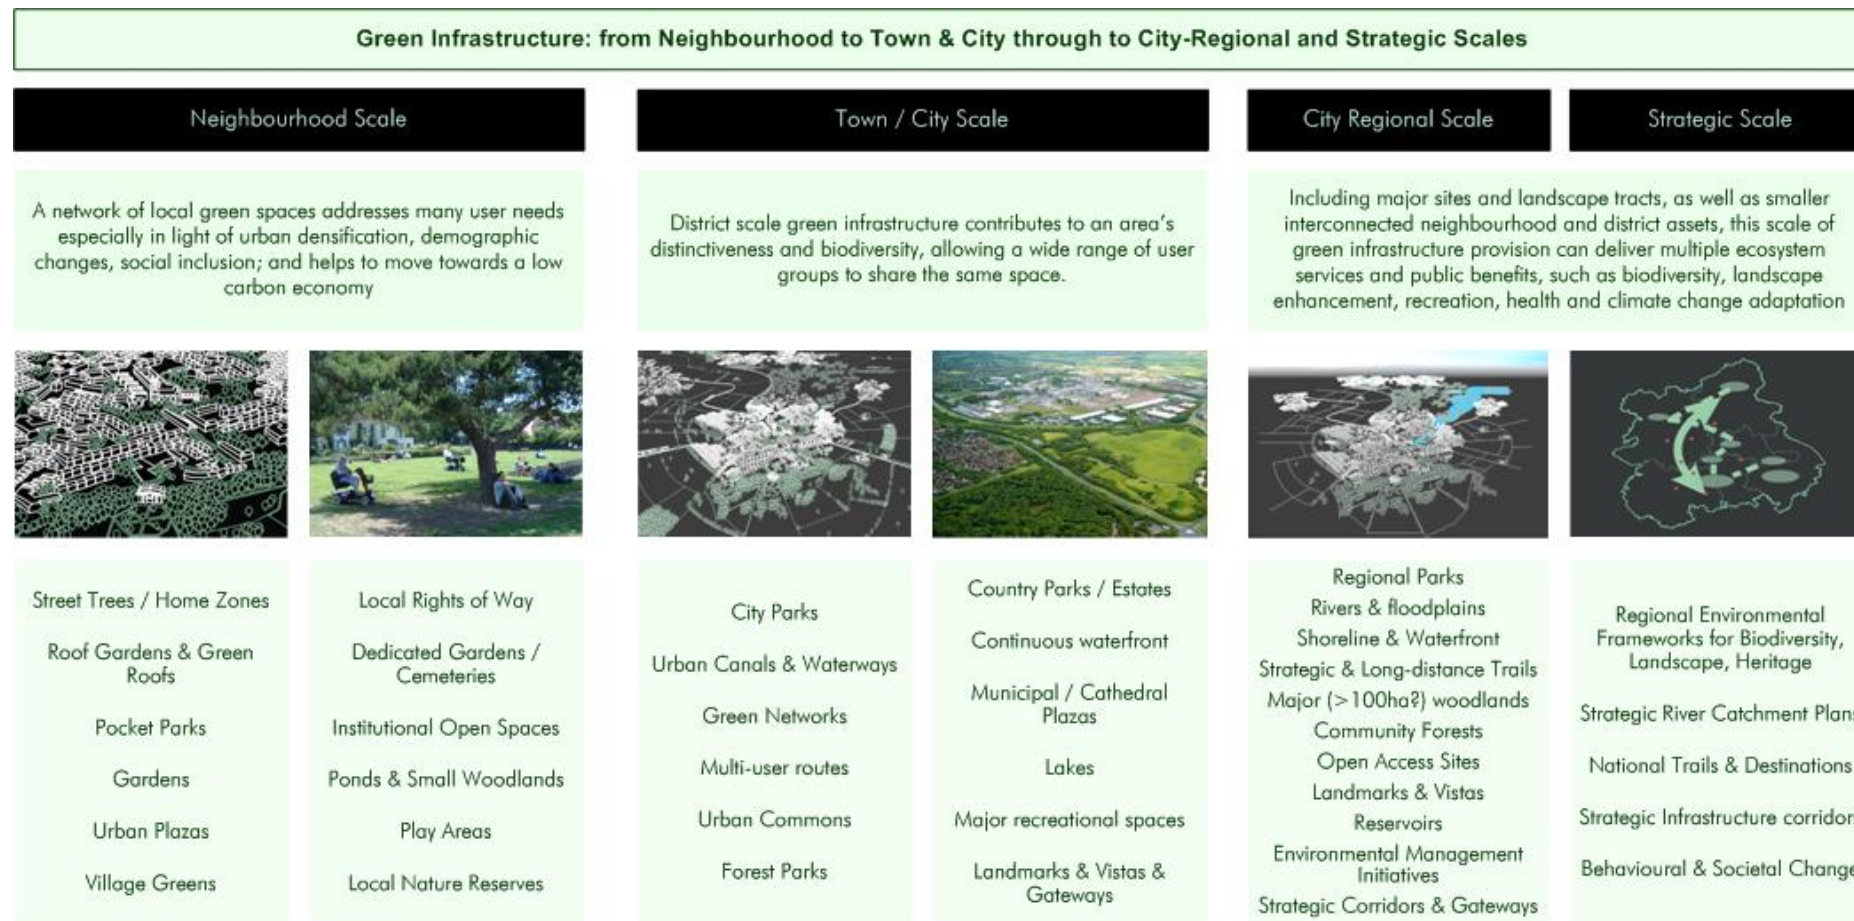 Green Infrastructure: from Neighbourhood to Town & City through to City-Regional and Strategic Scales
Neighbourhood Scale
A network of local green spaces addresses many user needs
especially in light of urban densification, demographic
changes, social inclusion; and helps to move towards a low
carbon economy
Street Trees / Home Zones
Roof Gardens & Green
Roofs
Pocket Parks
Gardens
Urban Plazas
Village Greens
Local Rights of Way
Dedicated Gardens /
Cemeteries
Institutional Open Spaces
Ponds & Small Woodlands
Play Areas
Local Nature Reserves
Town / City Scale
District scale green infrastructure contributes to an area's
distinctiveness and biodiversity, allowing a wide range of user
groups to share the same space.
City Parks
Urban Canals & Waterways
Green Networks
Multi-user routes
Urban Commons
Forest Parks
Country Parks / Estates
Continuous waterfront
Municipal / Cathedral
Plazas
Lakes
Major recreational spaces
Landmarks & Vistas &
Gateways
City Regional Scale
Strategic Scale
Including major sites and landscape tracts, as well as smaller
interconnected neighbourhood and district assets, this scale of
green infrastructure provision can deliver multiple ecosystem
services and public benefits, such as biodiversity, landscape
enhancement, recreation, health and climate change adaptation
Regional Parks
Rivers & floodplains
Shoreline & Waterfront
Strategic & Long-distance Trails
Major (>100ha?) woodlands
Community Forests
Open Access Sites
Landmarks & Vistas
Reservoirs
Environmental Management
Initiatives
Strategic Corridors & Gateways
Regional Environmental
Frameworks for Biodiversity,
Landscape, Heritage
Strategic River Catchment Plans
National Trails & Destinations
Strategic Infrastructure corridor
Behavioural & Societal Change